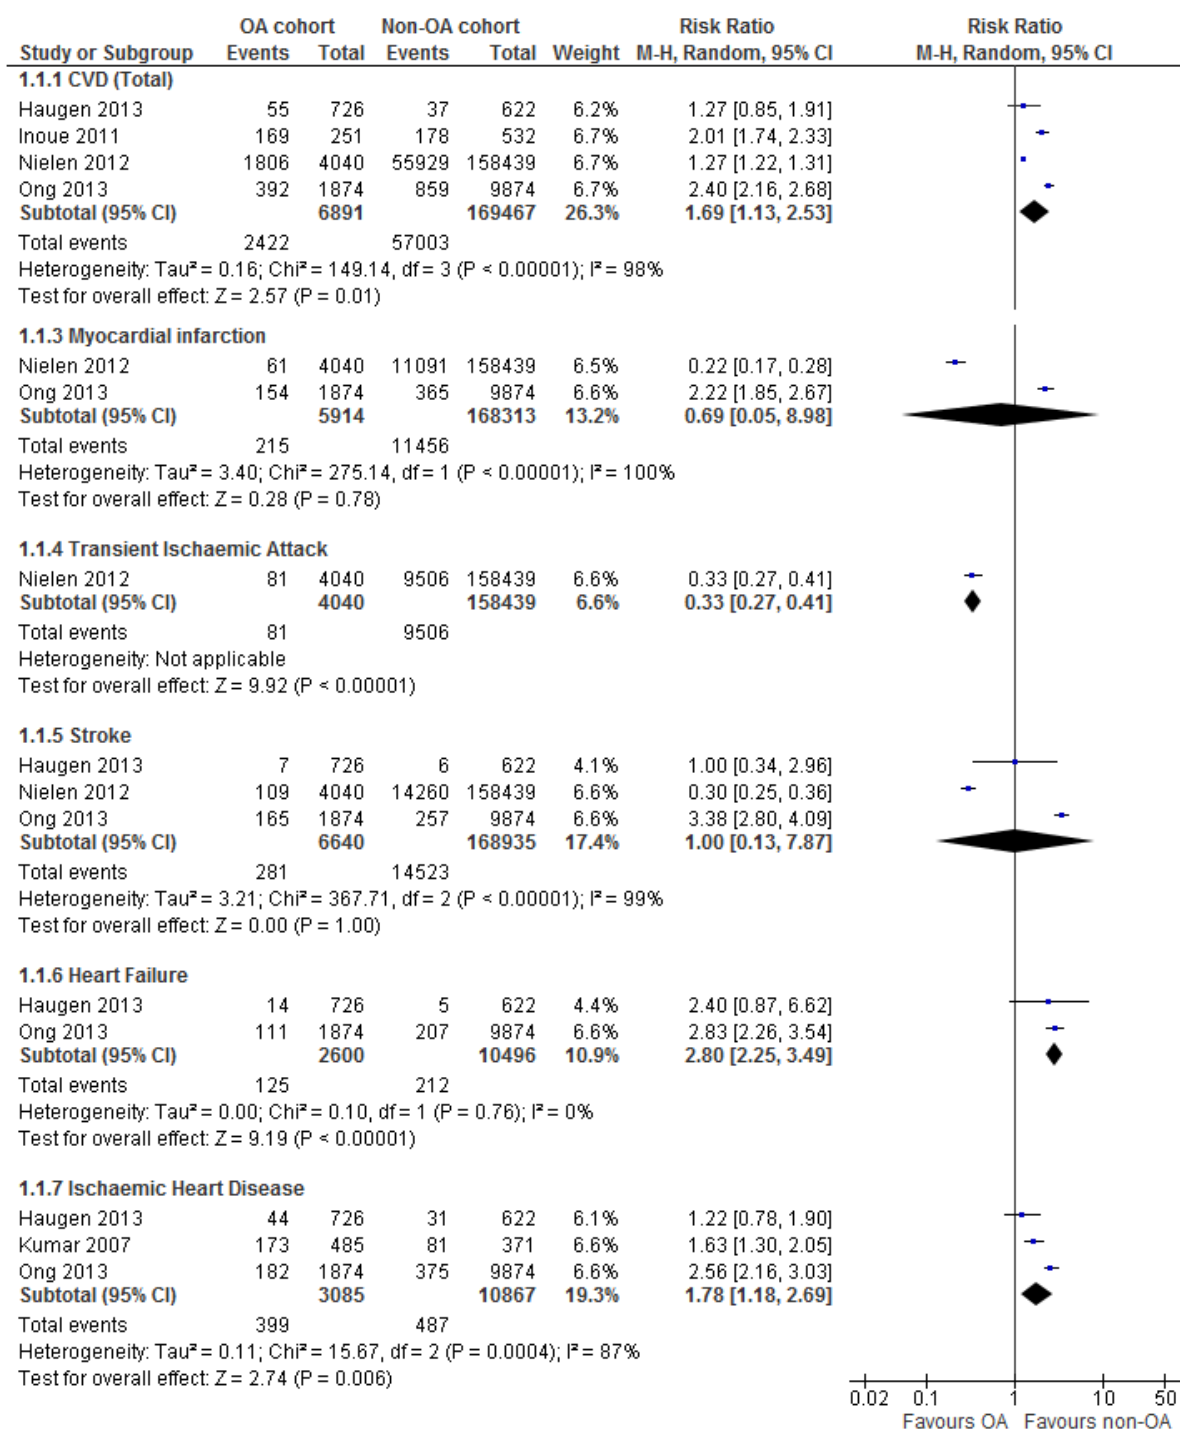 OA cohort Non-OA cohort Risk Ratio Risk Ratio
Study or Subgroup Events Total Events Total Weight M-H, Random, 95% CI M-H, Random, 95% CI
1.1.1 CVD (Total)
Haugen 2013 55 726 37 622 6.2% 1.27 [0.85, 1.91]
Inoue 2011 169 251 178 532 6.7% 2.01 [1.74, 2.33]
Nielen 2012 1806 4040 55929 158439 6.7% 1.27 [1.22, 1.31]
Ong 2013 392 1874 859 9874 6.7% 2.40 [2.16, 2.68]
Subtotal (95% CI) 6891 169467 26.3% 1.69 [1.13, 2.53]
Total events 2422 57003
Heterogeneity: Tau² = 0.16; Chi² = 149.14, df = 3 (P < 0.00001); I² = 98%
Test for overall effect: Z = 2.57 (P = 0.01)
1.1.3 Myocardial infarction
Nielen 2012 61 4040 11091 158439 6.5% 0.22 [0.17, 0.28]
Ong 2013 154 1874 365 9874 6.6% 2.22 [1.85, 2.67]
Subtotal (95% CI) 5914 168313 13.2% 0.69 [0.05, 8.98]
Total events 215 11456
Heterogeneity: Tau² = 3.40; Chi² = 275.14, df = 1 (P < 0.00001); I² = 100%
Test for overall effect: Z = 0.28 (P = 0.78)
1.1.4 Transient Ischaemic Attack
Nielen 2012 81 4040 9506 158439 6.6% 0.33 [0.27, 0.41]
Subtotal (95% CI) 4040 158439 6.6% 0.33 [0.27, 0.41]
Total events 81 9506
Heterogeneity: Not applicable
Test for overall effect: Z = 9.92 (P < 0.00001)
1.1.5 Stroke
Haugen 2013 7 726 6 622 4.1% 1.00 [0.34, 2.96]
Nielen 2012 109 4040 14260 158439 6.6% 0.30 [0.25, 0.36]
Ong 2013 165 1874 257 9874 6.6% 3.38 [2.80, 4.09]
Subtotal (95% CI) 6640 168935 17.4% 1.00 [0.13, 7.87]
Total events 281 14523
Heterogeneity: Tau² = 3.21; Chi² = 367.71, df = 2 (P < 0.00001); I² = 99%
Test for overall effect: Z = 0.00 (P = 1.00)
1.1.6 Heart Failure
Haugen 2013 14 726 5 622 4.4% 2.40 [0.87, 6.62]
Ong 2013 111 1874 207 9874 6.6% 2.83 [2.26, 3.54]
Subtotal (95% CI) 2600 10496 10.9% 2.80 [2.25, 3.49]
Total events 125 212
Heterogeneity: Tau² = 0.00; Chi² = 0.10, df = 1 (P = 0.76); I² = 0%
Test for overall effect: Z = 9.19 (P < 0.00001)
1.1.7 Ischaemic Heart Disease
Haugen 2013 44 726 31 622 6.1% 1.22 [0.78, 1.90]
Kumar 2007 173 485 81 371 6.6% 1.63 [1.30, 2.05]
Ong 2013 182 1874 375 9874 6.6% 2.56 [2.16, 3.03]
Subtotal (95% CI) 3085 10867 19.3% 1.78 [1.18, 2.69]
Total events 399 487
Heterogeneity: Tau² = 0.11; Chi² = 15.67, df = 2 (P = 0.0004); I² = 87%
Test for overall effect: Z = 2.74 (P = 0.006)
0.02 0.1 1 10 50
Favours OA Favours non-OA